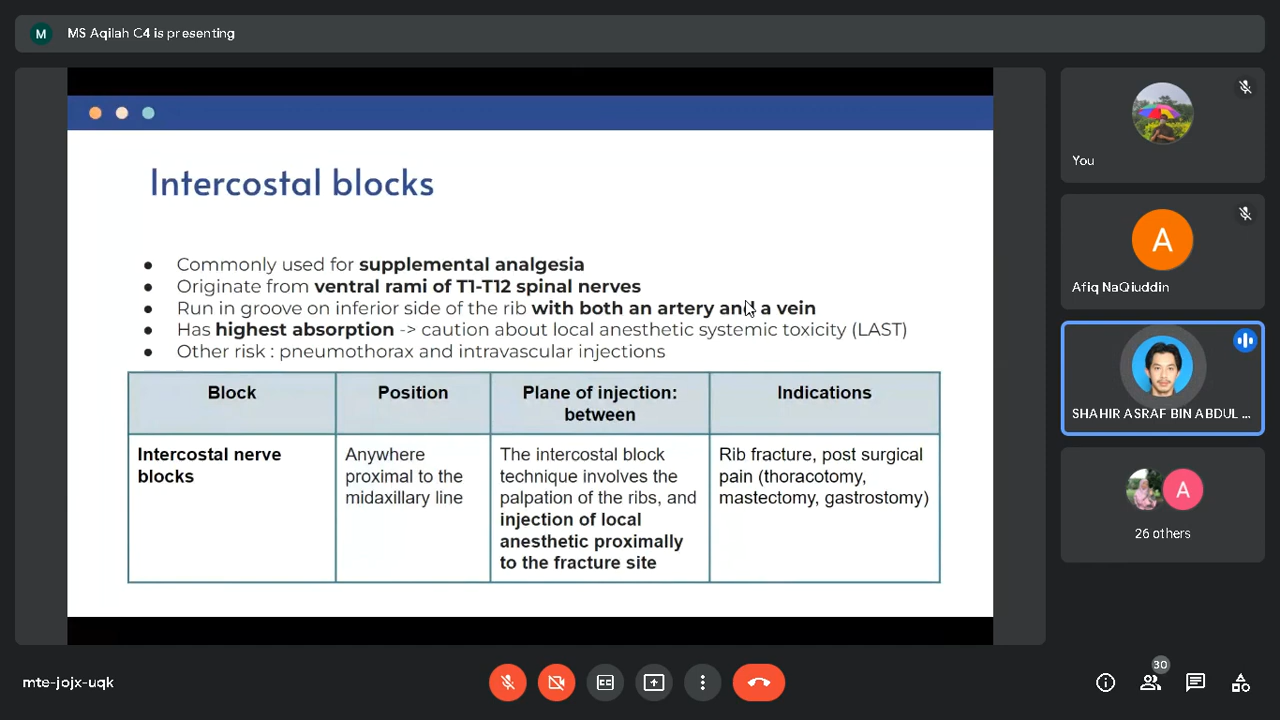 M
MS Aqilah C4 is presenting
Intercostal blocks
● Commonly used for supplemental analgesia
● Originate from ventral rami of T1-T12 spinal nerves
● Run in groove on inferior side of the rib with both an artery and a vein
● Has highest absorption -> caution about local anesthetic systemic toxicity (LAST)
● Other risk : pneumothorax and intravascular injections
Block
Position
Plane of injection:
between
Indications
Intercostal nerve
blocks
Anywhere
proximal to the
midaxillary line
The intercostal block
technique involves the
palpation of the ribs, and
injection of local
anesthetic proximally
to the fracture site
Rib fracture, post surgical
pain (thoracotomy,
mastectomy, gastrostomy)
You
A
Afiq NaQiuddin
SHAHIR ASRAF BIN ABDUL ...
A
26 others
mte-jojx-uqk
CC
30